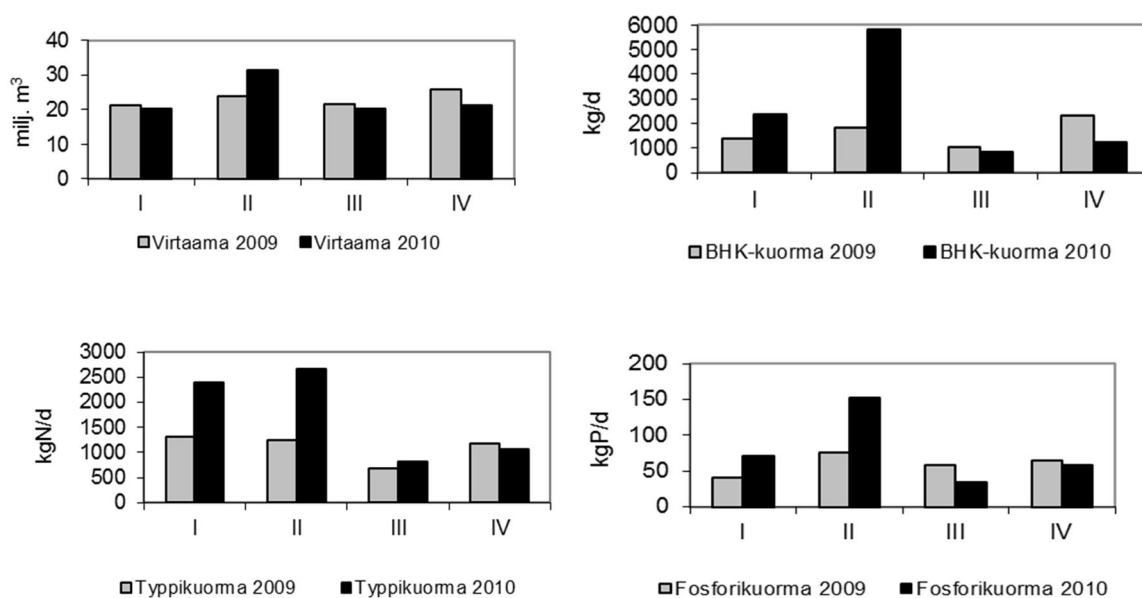 milj. m³
40
30
20
10
0
I II III IV
Virtaama 2009 Virtaama 2010
kg/d
6000
5000
4000
3000
2000
1000
0
I II III IV
BHK-kuorma 2009 BHK-kuorma 2010
kgN/d
3000
2500
2000
1500
1000
500
0
I II III IV
Typpikuorma 2009 Typpikuorma 2010
kgP/d
200
150
100
50
0
I II III IV
Fosforikuorma 2009 Fosforikuorma 2010